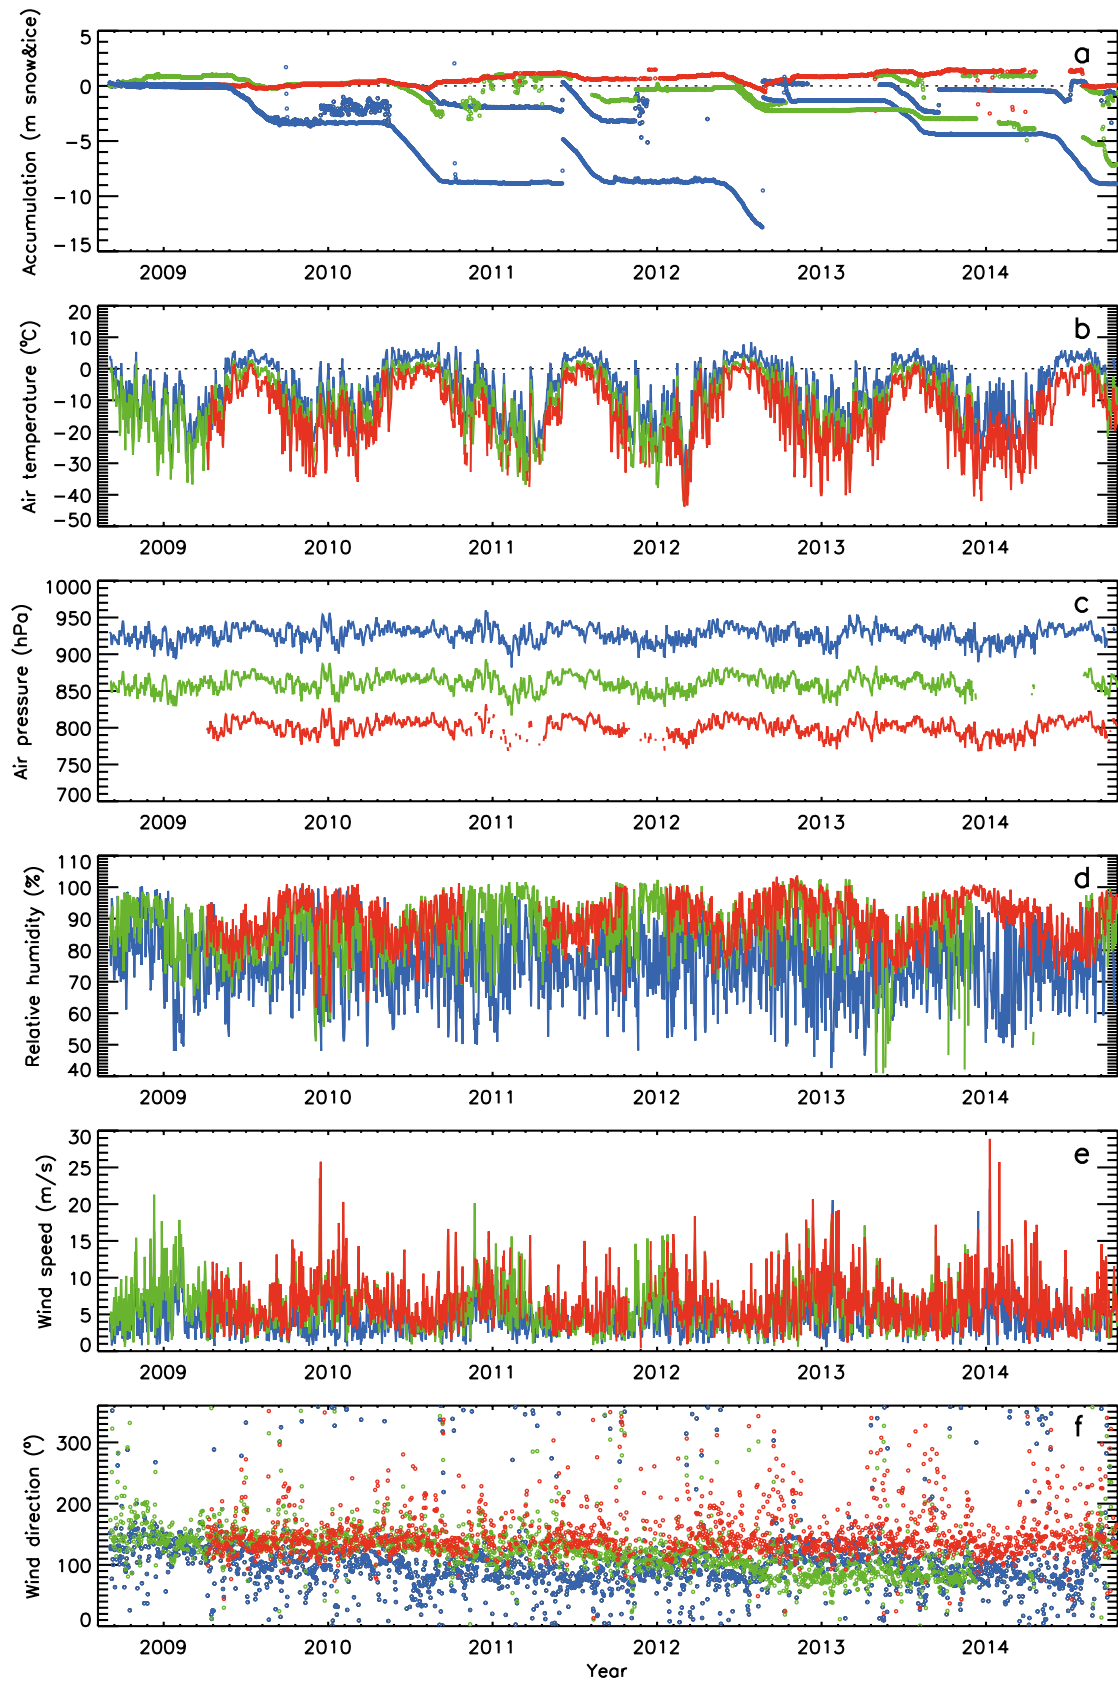 Accumulation (m snow&ice)
5
0
−5
−10
−15
a
2009 2010 2011 2012 2013 2014
Air temperature (°C)
20
10
0
−10
−20
−30
−40
−50
b
2009 2010 2011 2012 2013 2014
Air pressure (hPa)
1000
950
900
850
800
750
700
c
2009 2010 2011 2012 2013 2014
Relative humidity (%)
110
100
90
80
70
60
50
40
d
2009 2010 2011 2012 2013 2014
Wind speed (m/s)
30
25
20
15
10
5
0
e
2009 2010 2011 2012 2013 2014
Wind direction (°)
300
200
100
0
f
2009 2010 2011 2012 2013 2014
Year